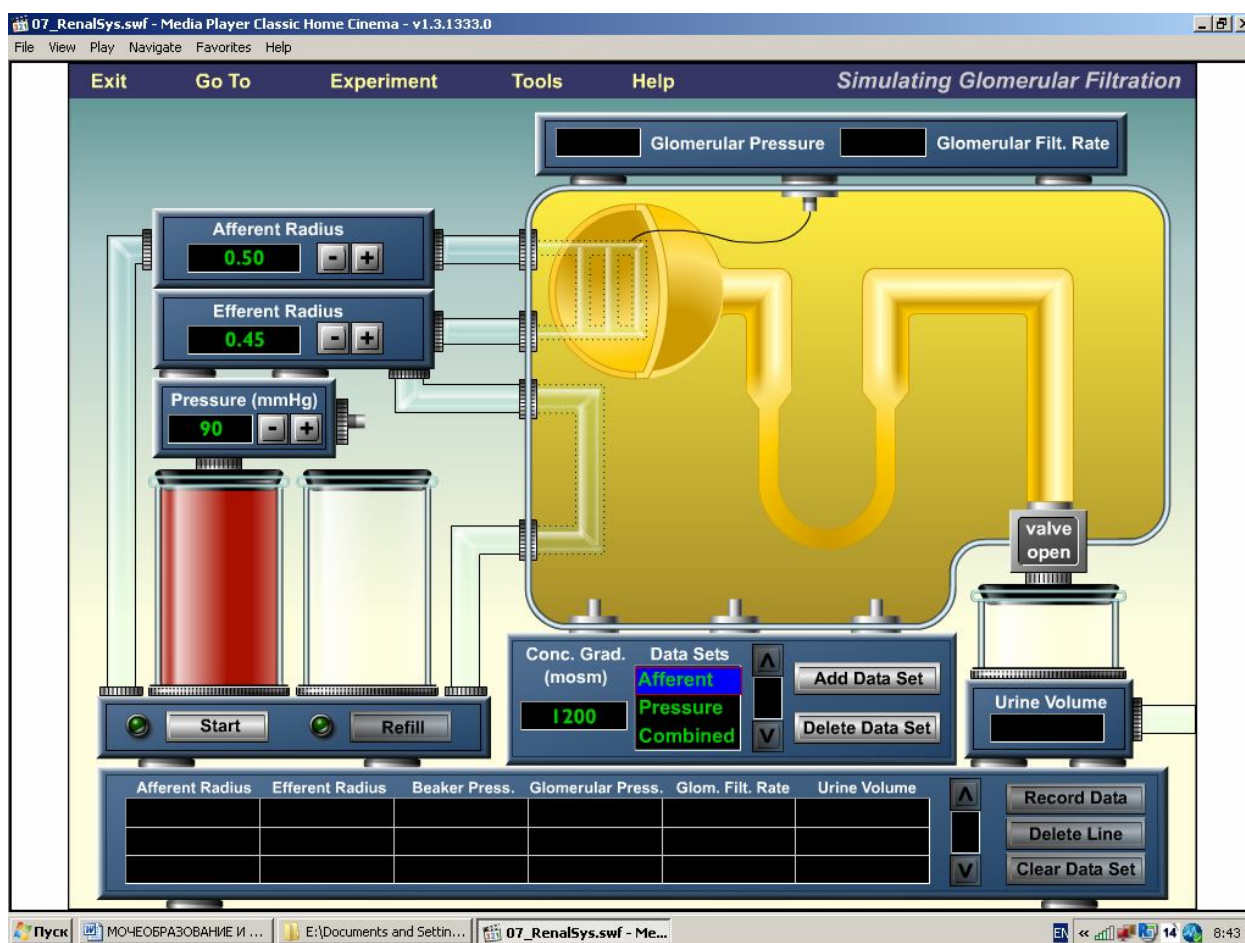 07_RenalSys.swf - Media Player Classic Home Cinema - v1.3.1333.0
File View Play Navigate Favorites Help
Exit Go To Experiment Tools Help Simulating Glomerular Filtration
Glomerular Pressure Glomerular Filt. Rate
Afferent Radius
0.50 - +
Efferent Radius
0.45 - +
Pressure (mmHg)
90 - +
valve
open
Conc. Grad.
(mosm)
1200
Data Sets
Afferent
Pressure
Combined
Add Data Set
Delete Data Set
Urine Volume
Start Refill
Afferent Radius Efferent Radius Beaker Press. Glomerular Press. Glom. Filt. Rate Urine Volume
Record Data
Delete Line
Clear Data Set
Пуск МОЧЕОБРАЗОВАНИЕ И ... E:\Documents and Settin... 07_RenalSys.swf - Me... EN « 14 8:43